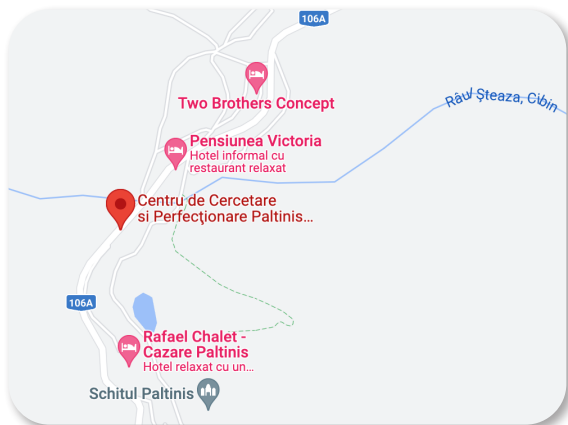 106A
Two Brothers Concept
Râul Șteaza, Cibin
Pensiunea Victoria
Hotel informal cu
restaurant relaxat
Centru de Cercetare
si Perfecționare Paltinis...
106A
Rafael Chalet -
Cazare Paltinis
Hotel relaxat cu un...
Schitul Paltinis